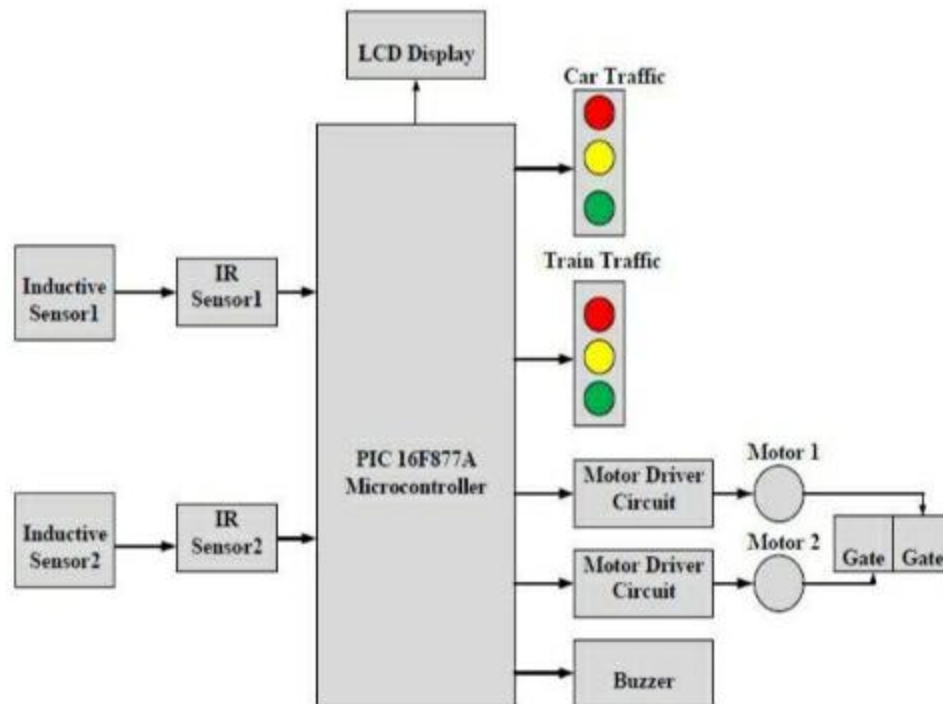 LCD Display
Car Traffic
Train Traffic
Inductive
Sensor1
IR
Sensor1
PIC 16F877A
Microcontroller
Inductive
Sensor2
IR
Sensor2
Motor Driver
Circuit
Motor 1
Motor Driver
Circuit
Motor 2
Gate
Gate
Buzzer